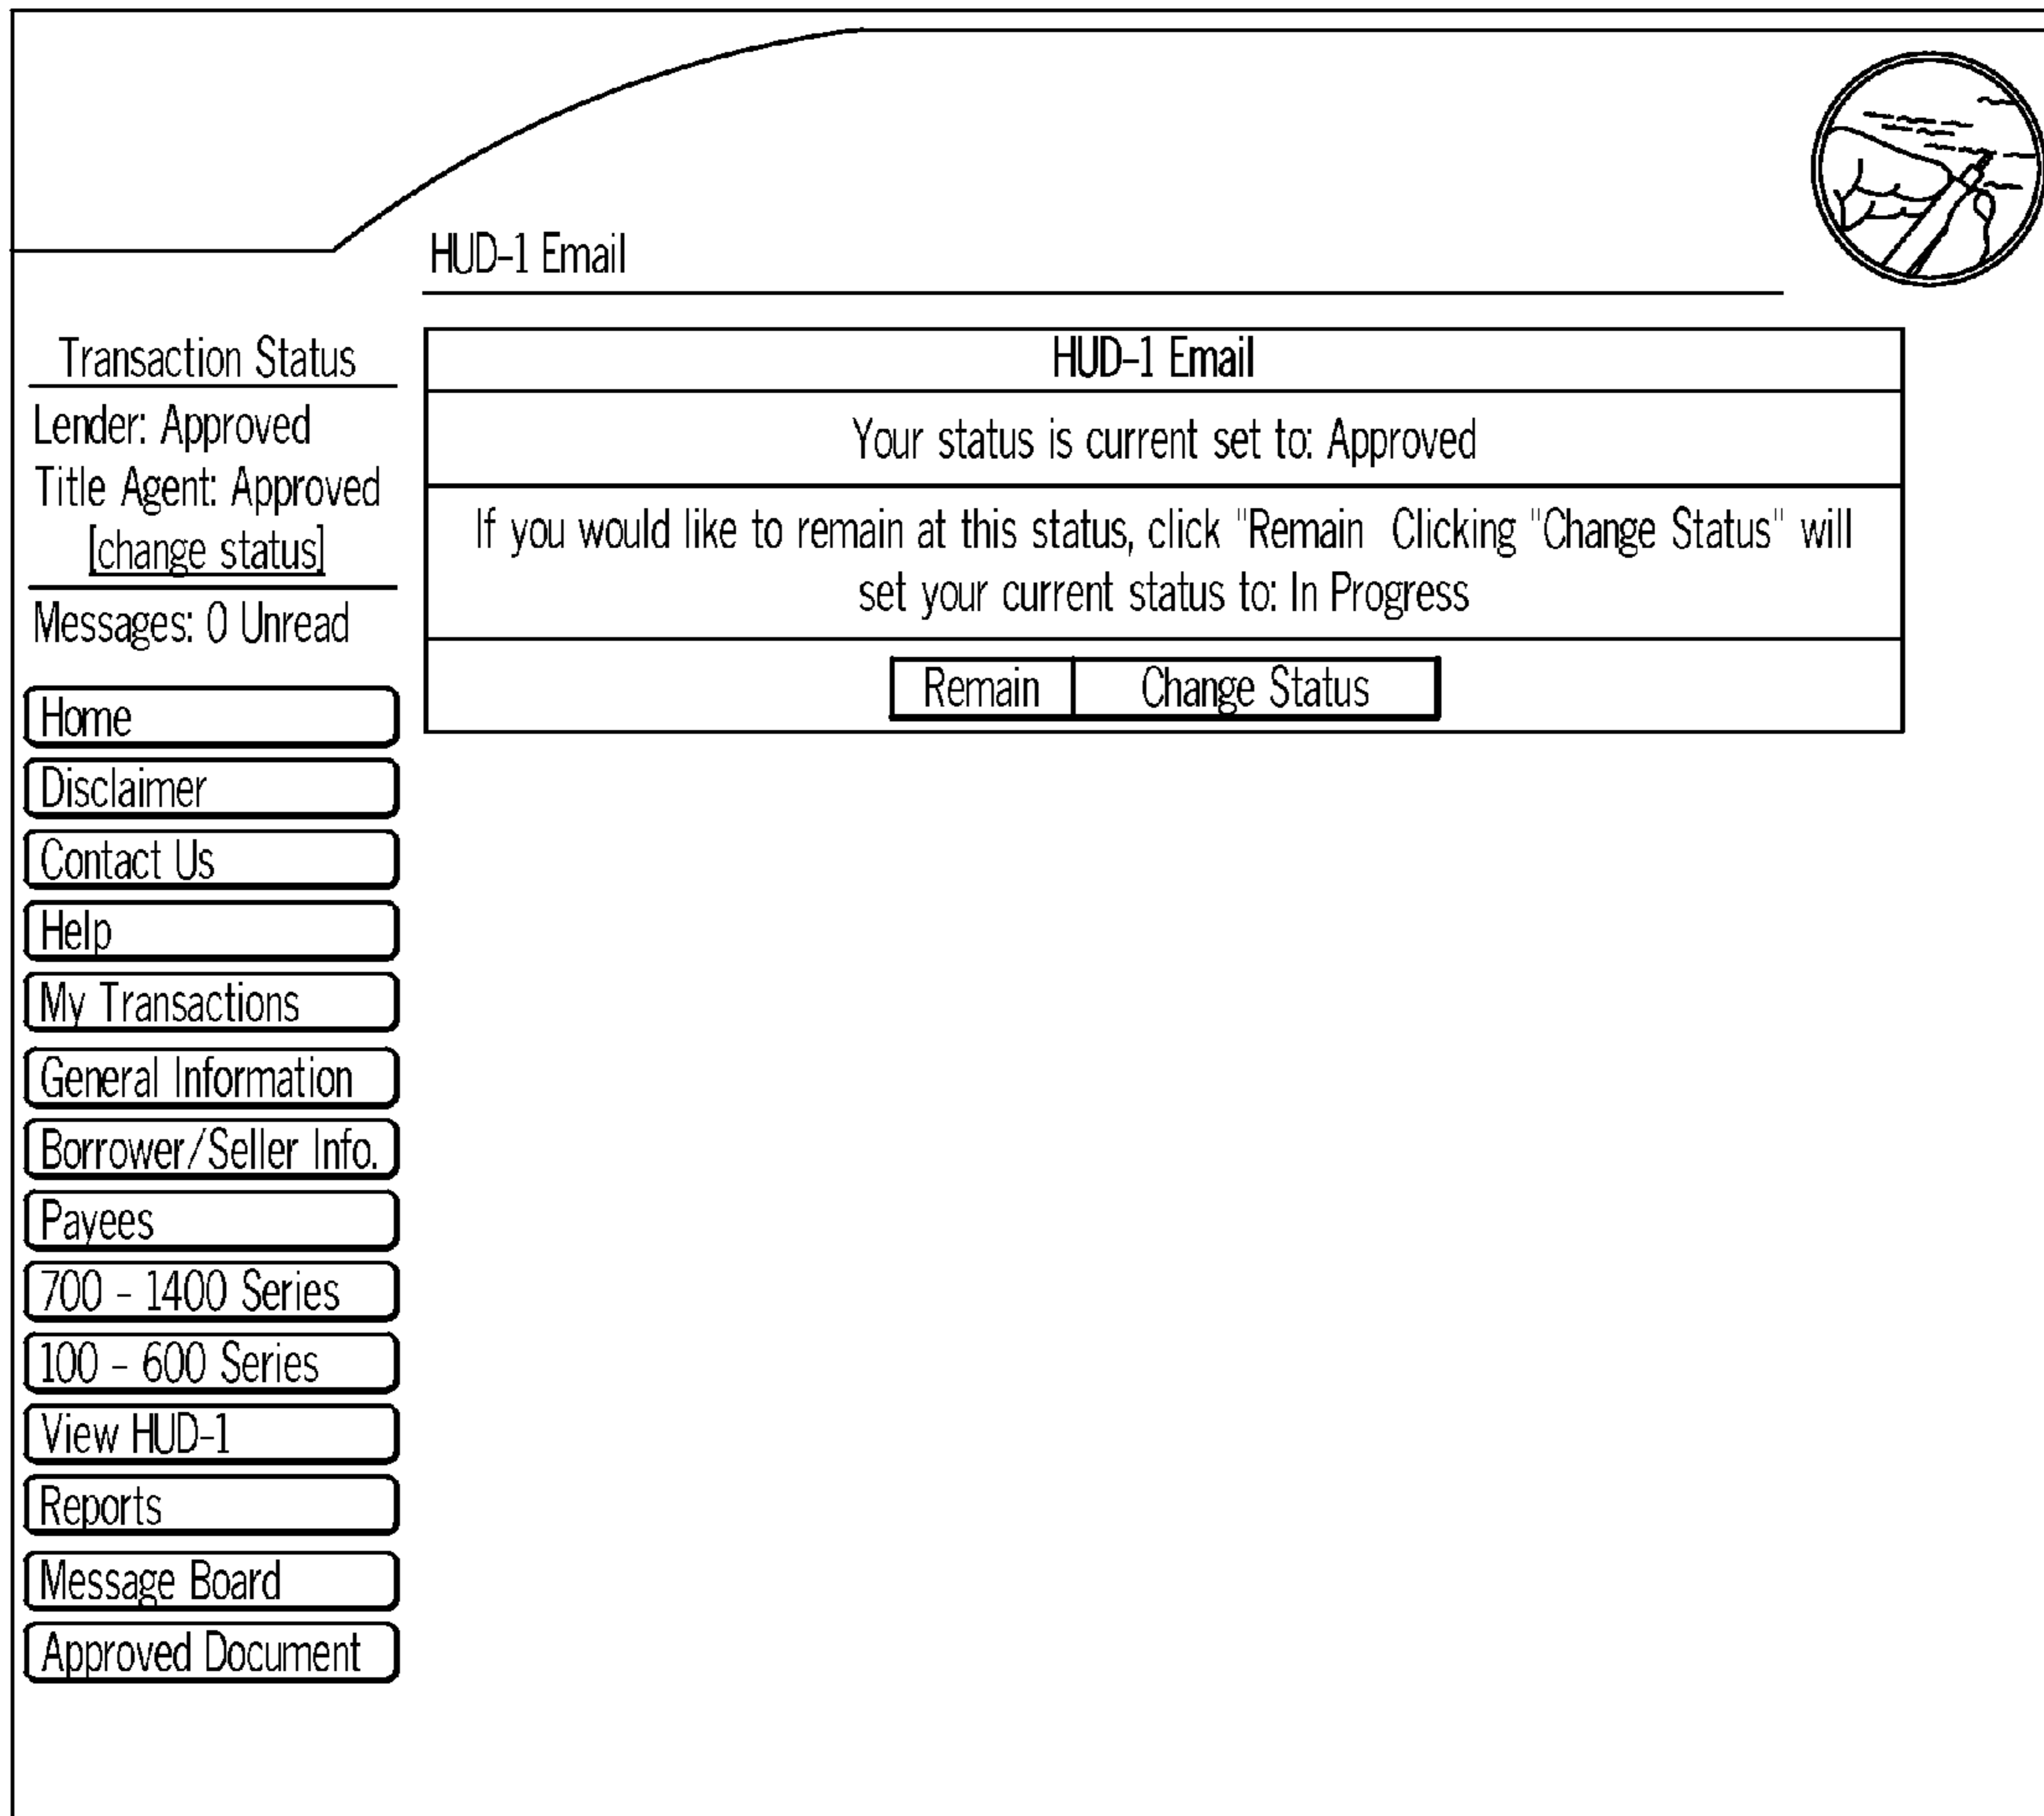 HUD-1 Email
Transaction Status
Lender: Approved
Title Agent: Approved
[change status]
Messages: 0 Unread
Home
Disclaimer
Contact Us
Help
My Transactions
General Information
Borrower/Seller Info.
Payees
700 - 1400 Series
100 - 600 Series
View HUD-1
Reports
Message Board
Approved Document
HUD-1 Email
Your status is current set to: Approved
If you would like to remain at this status, click "Remain  Clicking "Change Status" will
set your current status to: In Progress
Remain
Change Status